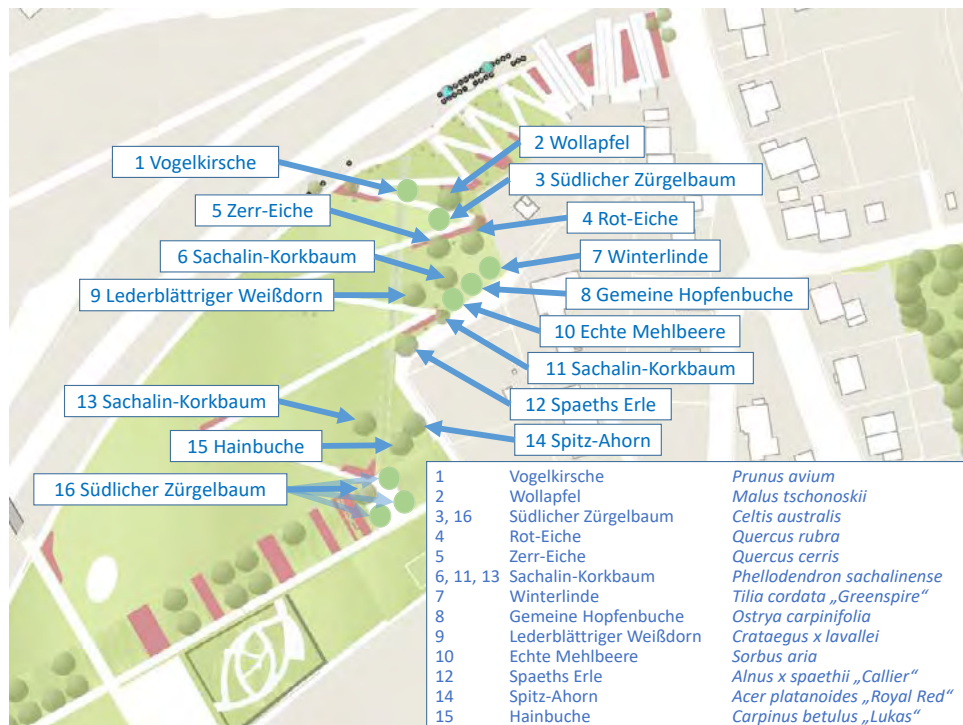 1 Vogelkirsche
2 Wollapfel
3 Südlicher Zürgelbaum
5 Zerr-Eiche
4 Rot-Eiche
6 Sachalin-Korkbaum
7 Winterlinde
9 Lederblättriger Weißdorn
8 Gemeine Hopfenbuche
10 Echte Mehlbeere
11 Sachalin-Korkbaum
12 Spaeths Erle
13 Sachalin-Korkbaum
14 Spitz-Ahorn
15 Hainbuche
16 Südlicher Zürgelbaum
1 Vogelkirsche Prunus avium
2 Wollapfel Malus tschonoskii
3, 16 Südlicher Zürgelbaum Celtis australis
4 Rot-Eiche Quercus rubra
5 Zerr-Eiche Quercus cerris
6, 11, 13 Sachalin-Korkbaum Phellodendron sachalinense
7 Winterlinde Tilia cordata „Greenspire“
8 Gemeine Hopfenbuche Ostrya carpinifolia
9 Lederblättriger Weißdorn Crataegus x lavallei
10 Echte Mehlbeere Sorbus aria
12 Spaeths Erle Alnus x spaethii „Callier“
14 Spitz-Ahorn Acer platanoides „Royal Red“
15 Hainbuche Carpinus betulus „Lukas“